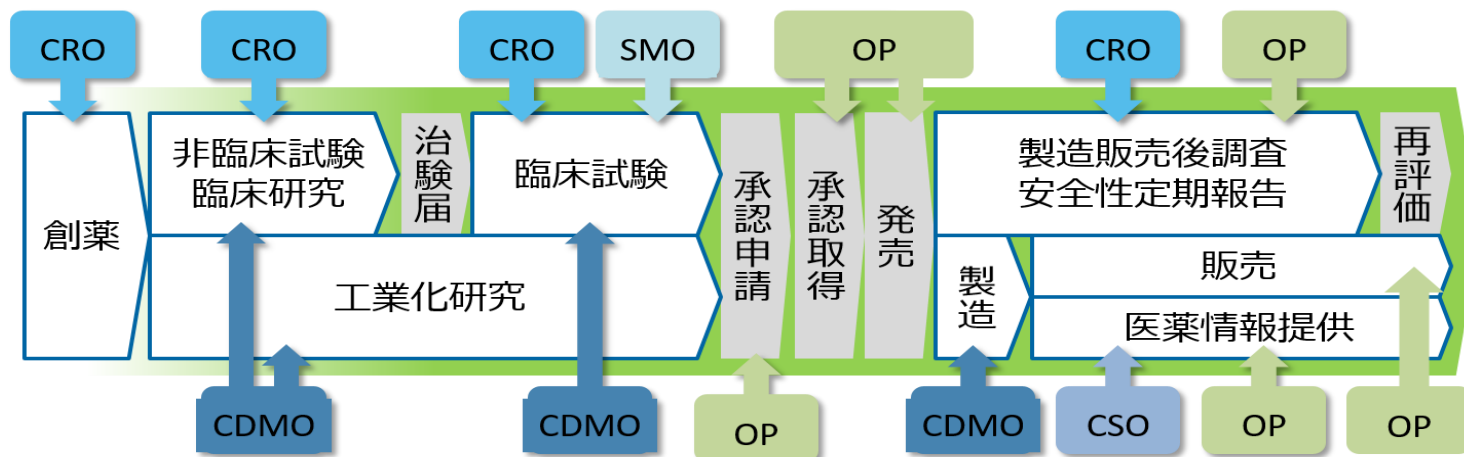 CRO
CRO
CRO
SMO
OP
CRO
OP
創薬
非臨床試験
臨床研究
治験届
臨床試験
工業化研究
承認申請
承認取得
発売
製造販売後調査
安全性定期報告
再評価
製造
販売
医薬情報提供
CDMO
CDMO
OP
CDMO
CSO
OP
OP